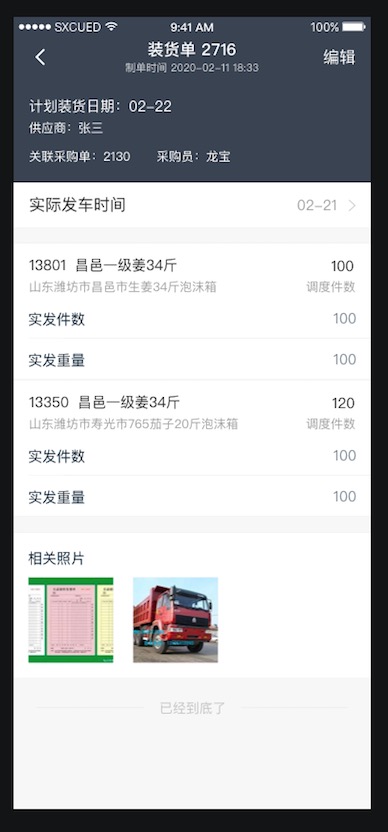 SXCUED 9:41 AM 100%
装货单 2716 编辑
制单时间 2020-02-11 18:33
计划装货日期：02-22
供应商：张三
关联采购单：2130 采购员：龙宝
实际发车时间 02-21
13801 昌邑一级姜34斤 100
山东潍坊市昌邑市生姜34斤泡沫箱 调度件数
实发件数 100
实发重量 100
13350 昌邑一级姜34斤 120
山东潍坊市寿光市765茄子20斤泡沫箱 调度件数
实发件数 100
实发重量 100
相关照片
已经到底了